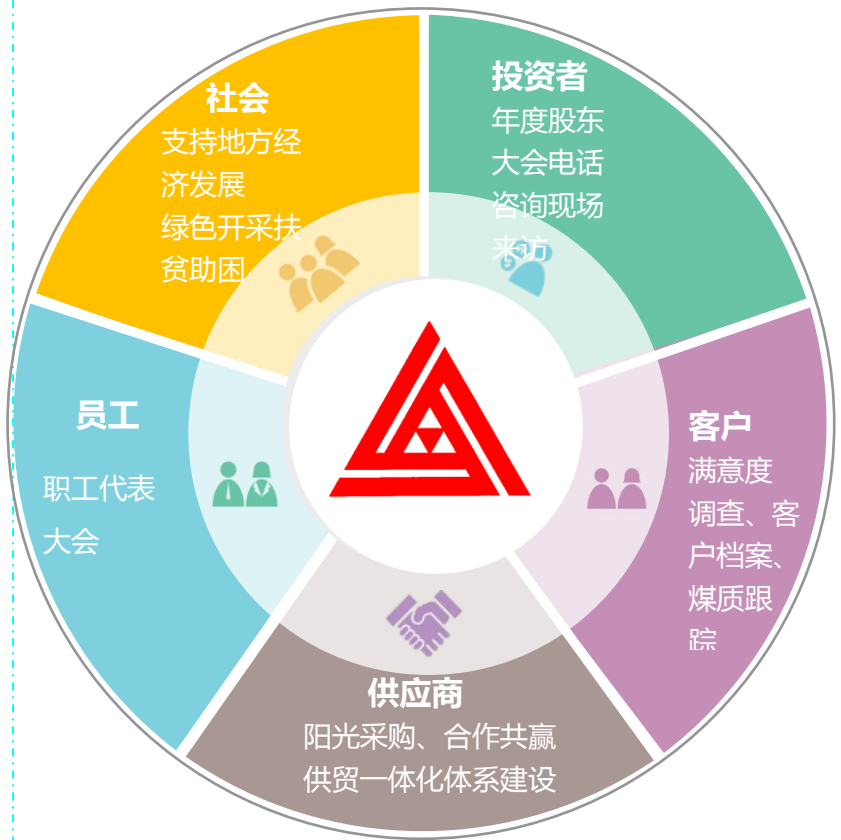 社会
支持地方经
济发展
绿色开采扶
贫助困
投资者
年度股东
大会电话
咨询现场
来访
员工
职工代表
大会
客户
满意度
调查、客
户档案、
煤质跟
踪
供应商
阳光采购、合作共赢
供贸一体化体系建设